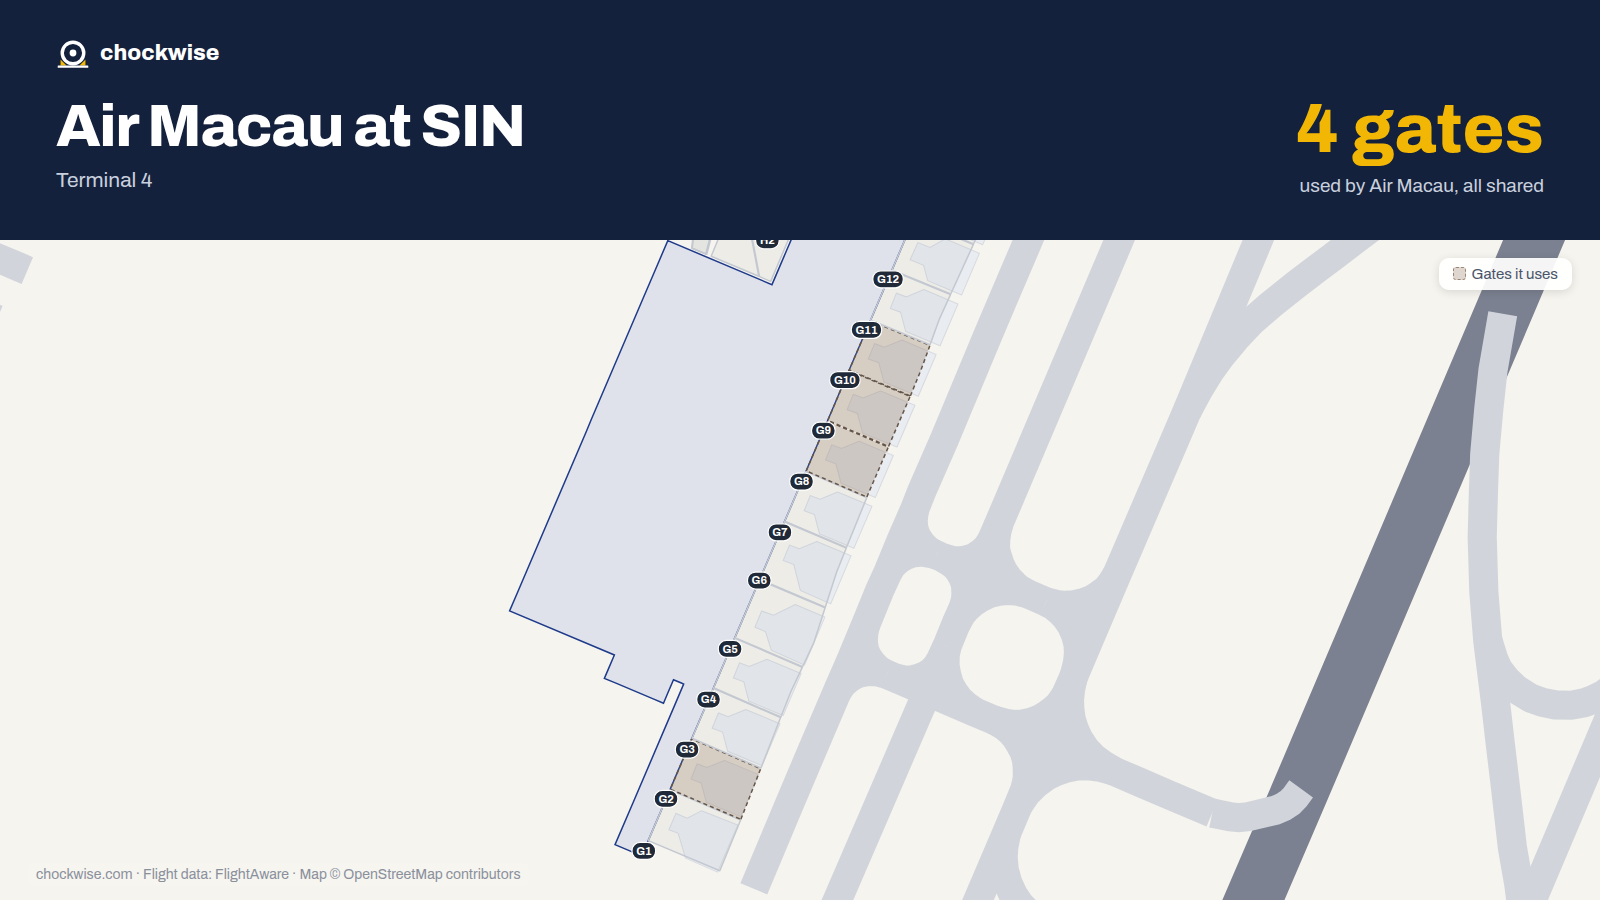 chockwise
Air Macau at SIN
Terminal 4
4 gates
used by Air Macau, all shared
Gates it uses
H2
G12
G11
G10
G9
G8
G7
G6
G5
G4
G3
G2
G1
chockwise.com · Flight data: FlightAware · Map © OpenStreetMap contributors